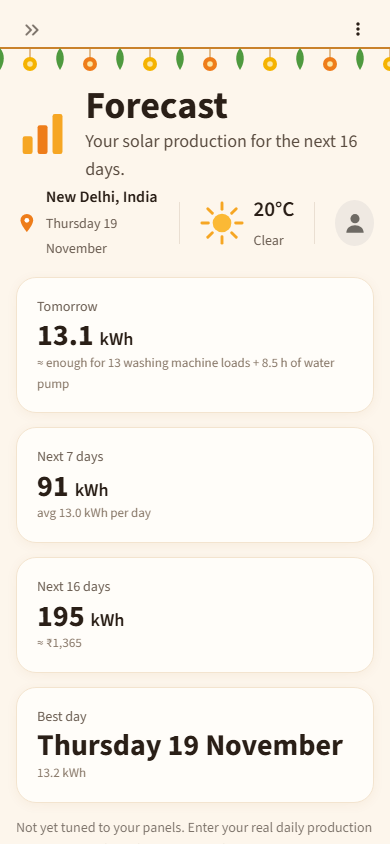 Forecast
Your solar production for the next 16
days.
New Delhi, India
Thursday 19
November
20°C
Clear
Tomorrow
13.1 kWh
≈ enough for 13 washing machine loads + 8.5 h of water
pump
Next 7 days
91 kWh
avg 13.0 kWh per day
Next 16 days
195 kWh
≈ ₹1,365
Best day
Thursday 19 November
13.2 kWh
Not yet tuned to your panels. Enter your real daily production